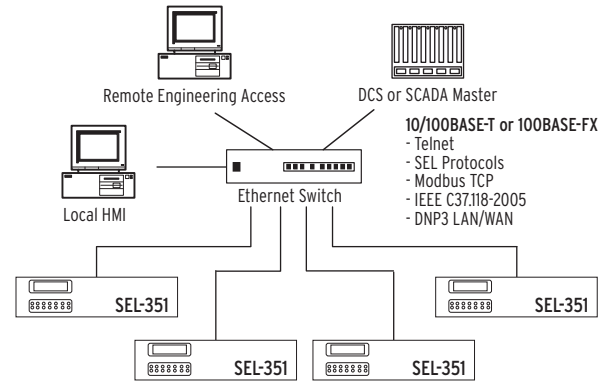 Remote Engineering Access
DCS or SCADA Master
10/100BASE-T or 100BASE-FX
- Telnet
- SEL Protocols
- Modbus TCP
- IEEE C37.118-2005
- DNP3 LAN/WAN
Local HMI
Ethernet Switch
SEL-351
SEL-351
SEL-351
SEL-351